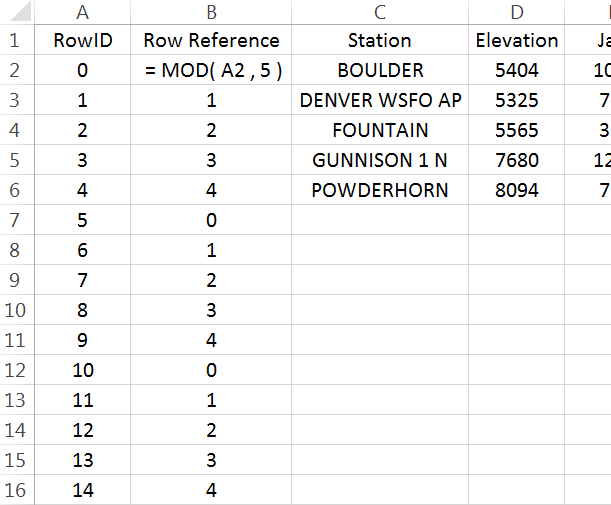 A B C D
1 RowID Row Reference Station Elevation Ja
2 0 = MOD( A2 , 5 ) BOULDER 5404 10
3 1 1 DENVER WSFO AP 5325 7
4 2 2 FOUNTAIN 5565 3
5 3 3 GUNNISON 1 N 7680 12
6 4 4 POWDERHORN 8094 7
7 5 0
8 6 1
9 7 2
10 8 3
11 9 4
12 10 0
13 11 1
14 12 2
15 13 3
16 14 4